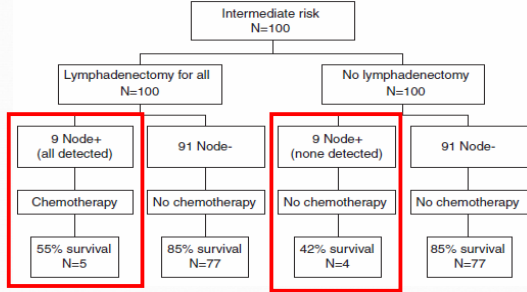 Intermediate risk
N=100
Lymphadenectomy for all
N=100
No lymphadenectomy
N=100
9 Node+
(all detected)
91 Node-
9 Node+
(none detected)
91 Node-
Chemotherapy
No chemotherapy
No chemotherapy
No chemotherapy
55% survival
N=5
85% survival
N=77
42% survival
N=4
85% survival
N=77